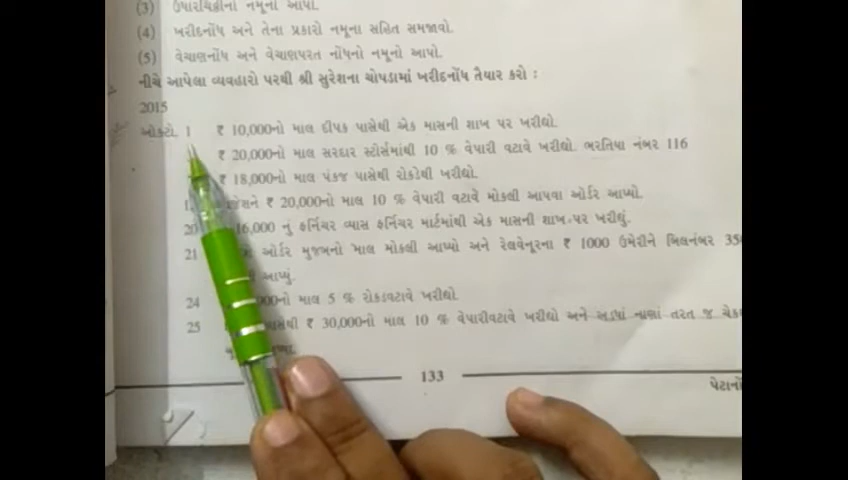 (3) ઉધારચિઠ્ઠીનો નમૂનો આપો.
(4) ખરીદનોંધ અને તેના પ્રકારો નમૂના સહિત સમજાવો.
(5) વેચાણનોંધ અને વેચાણપરત નોંધનો નમૂનો આપો.
નીચે આપેલા વ્યવહારો પરથી શ્રી સુરેશના ચોપડામાં ખરીદનોંધ તૈયાર કરો :
2015
ઓક્ટો. 1 ₹ 10,000નો માલ દીપક પાસેથી એક માસની શાખ પર ખરીદ્યો.
₹ 20,000નો માલ સરદાર સ્ટોર્સમાંથી 10 % વેપારી વટાવે ખરીદ્યો. ભરતિયા નંબર 116
₹ 18,000નો માલ પંકજ પાસેથી રોકડેથી ખરીદ્યો.
₹ 20,000નો માલ 10 % વેપારી વટાવે મોકલી આપવા ઓર્ડર આપ્યો.
20 16,000 નું ફર્નિચર વ્યાસ ફર્નિચર માર્ટમાંથી એક માસની શાખ પર ખરીદ્યું.
21 ઓર્ડર મુજબનો માલ મોકલી આપ્યો અને રેલવેનૂરના ₹ 1000 ઉમેરીને બિલનંબર
આપ્યું.
24 માલ 5 % રોકડવટાવે ખરીદ્યો.
25 ₹ 30,000નો માલ 10 % વેપારીવટાવે ખરીદ્યો અને અડધાં નાણાં તરત જ
133